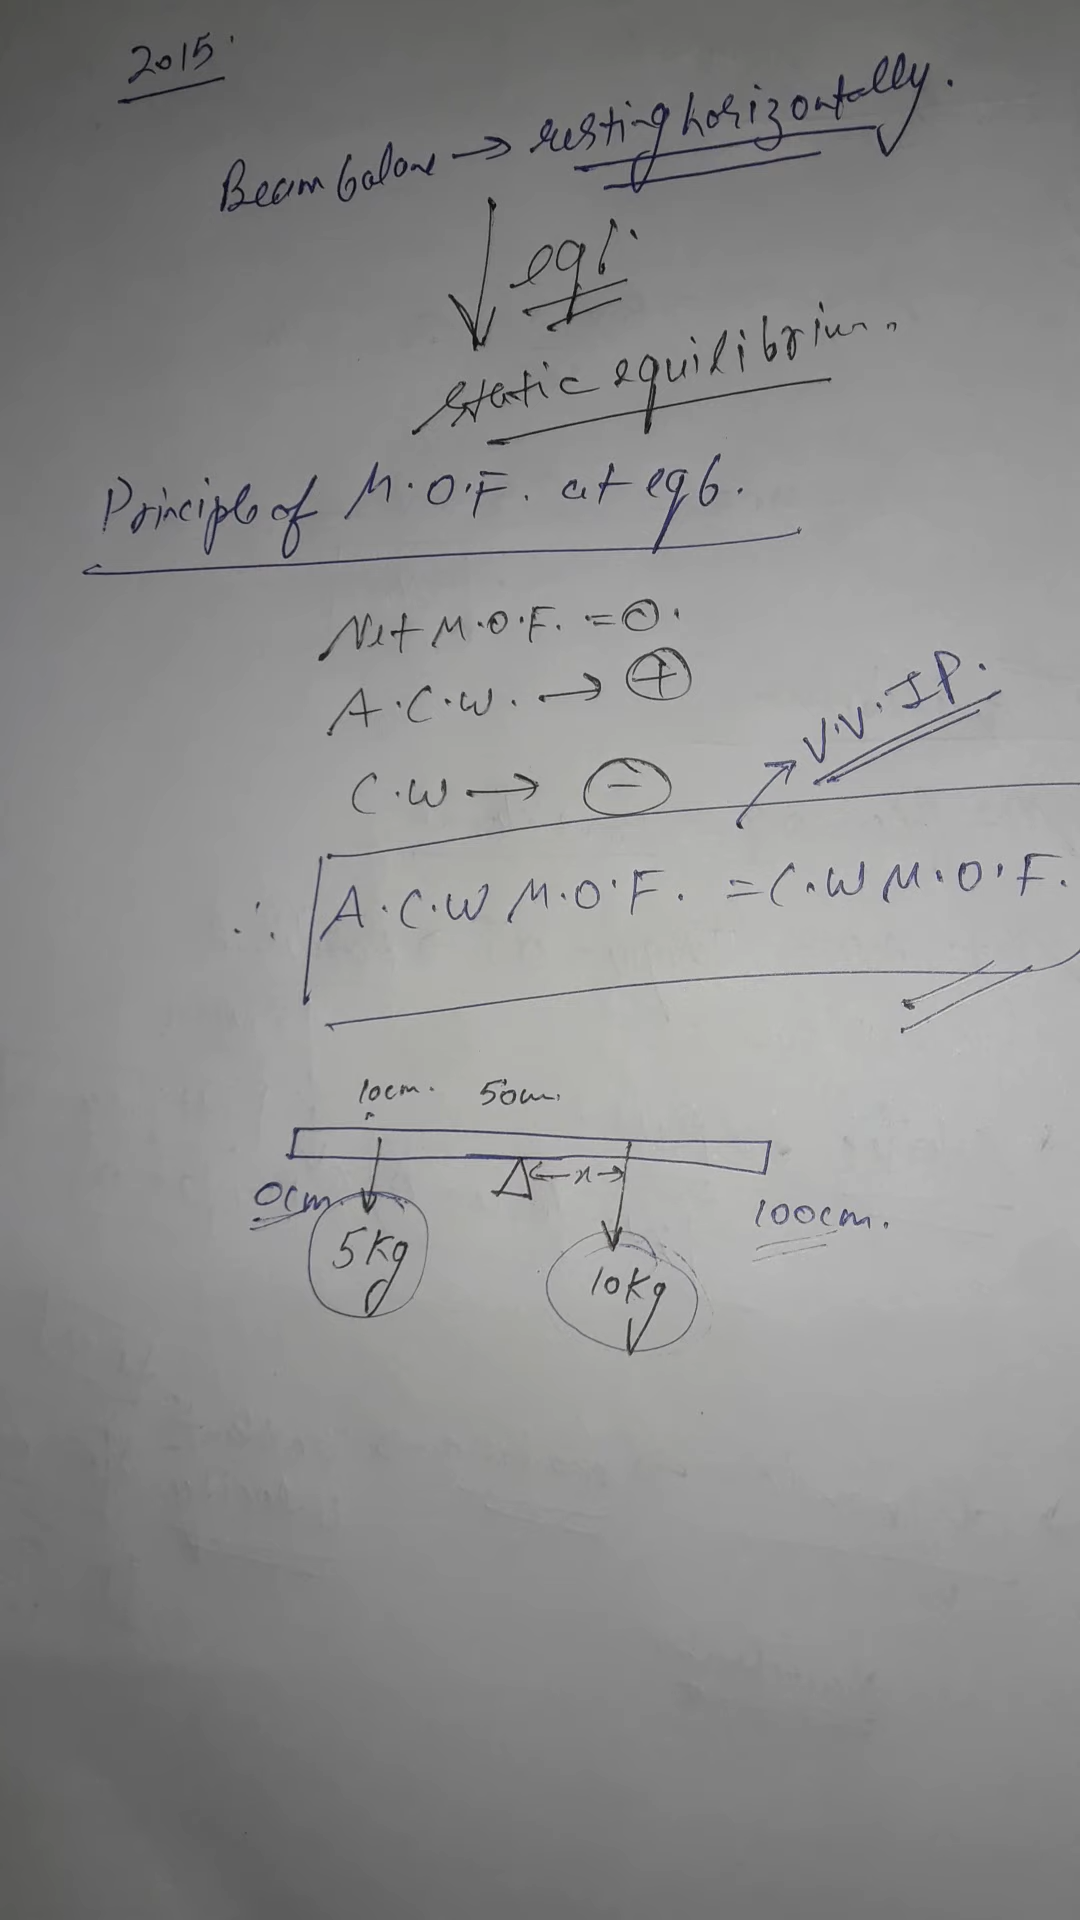 2015.
Beam balance → resting horizontally.
eqb.
static equilibrium.
Principle of M.O.F. at eqb.
Net M.O.F. = 0.
A.C.W. → +
C.W → -
V.V.IP.
∴ A.C.W M.O.F. = C.W M.O.F.
10cm. 50cm.
x
0cm.
100cm.
5kg
10kg